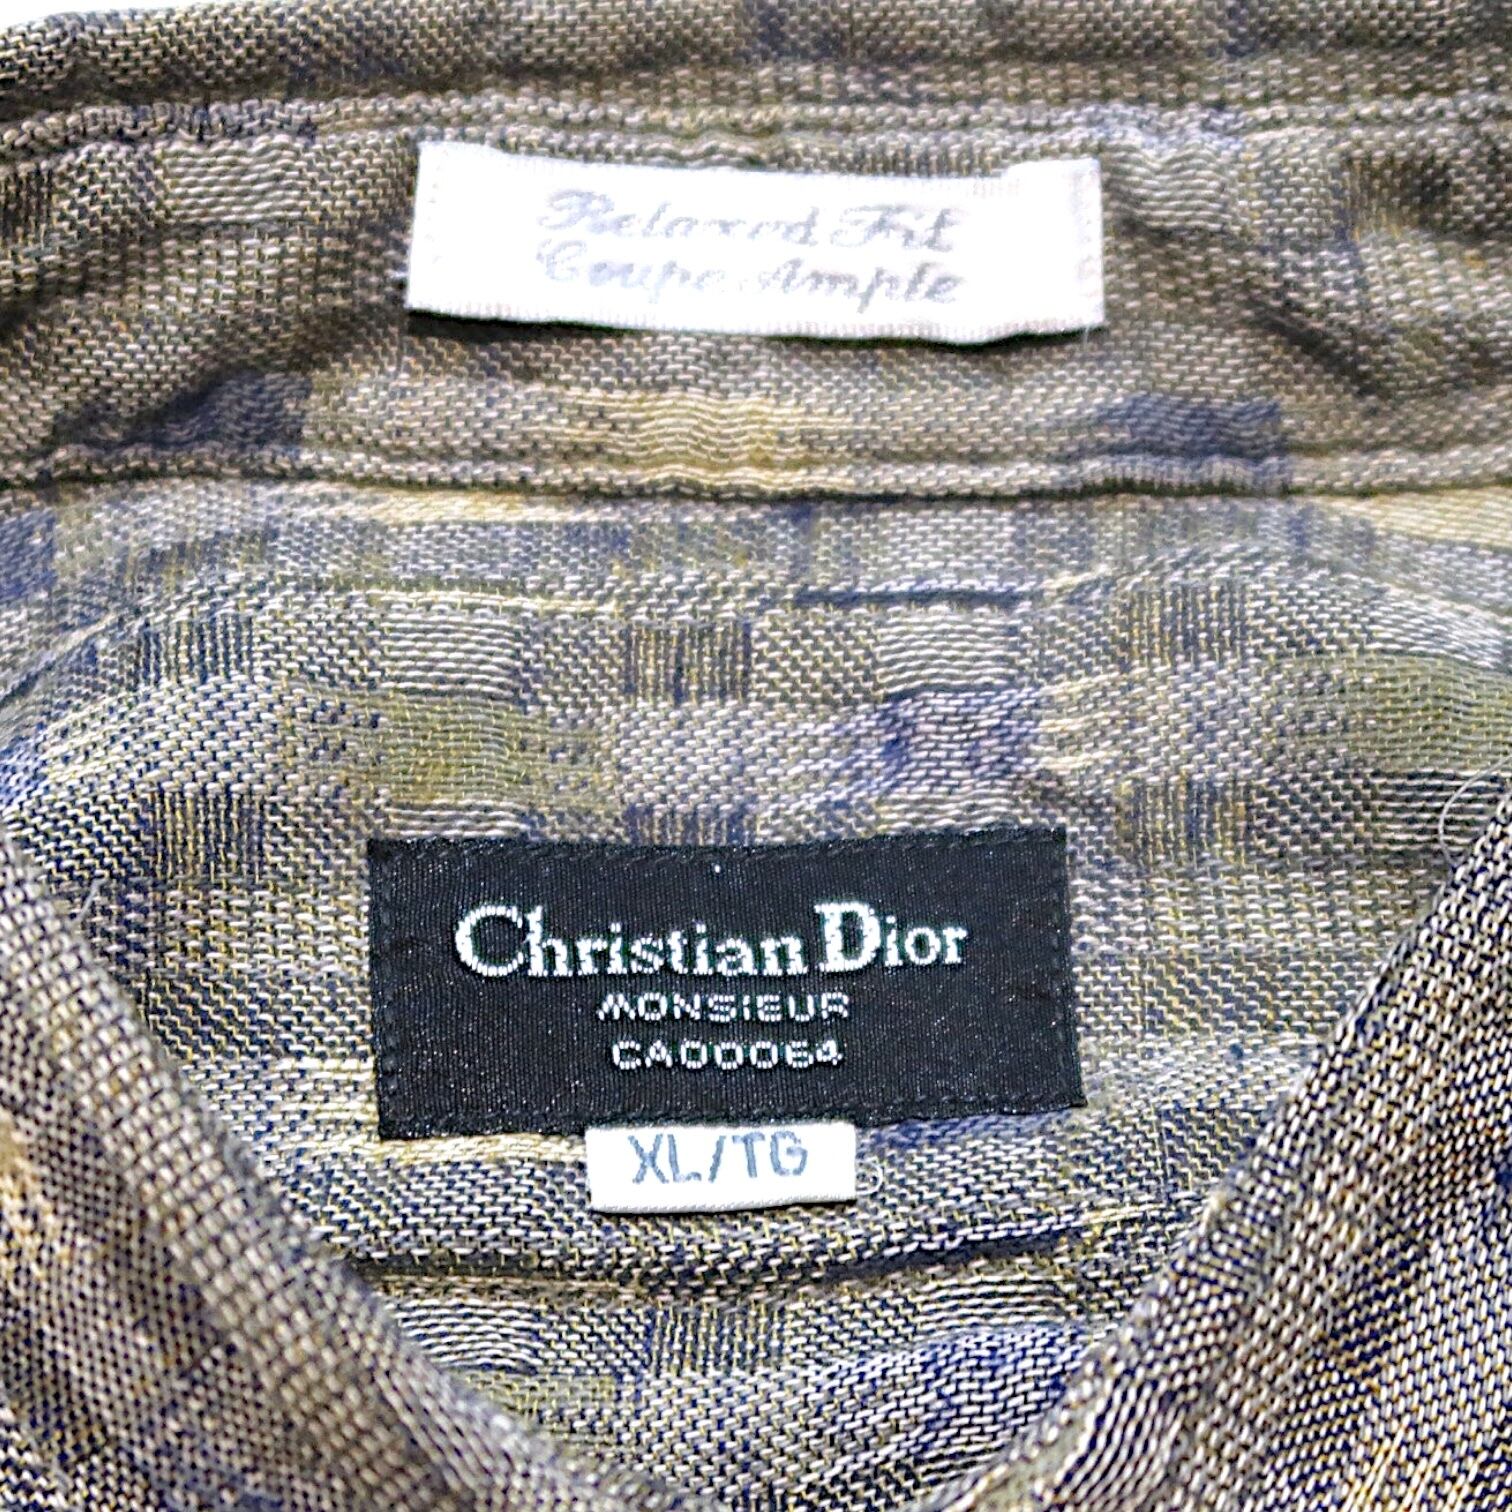 Relaxed Fit
Coupe Ample
Christian Dior
MONSIEUR
CA00064
XL/TG